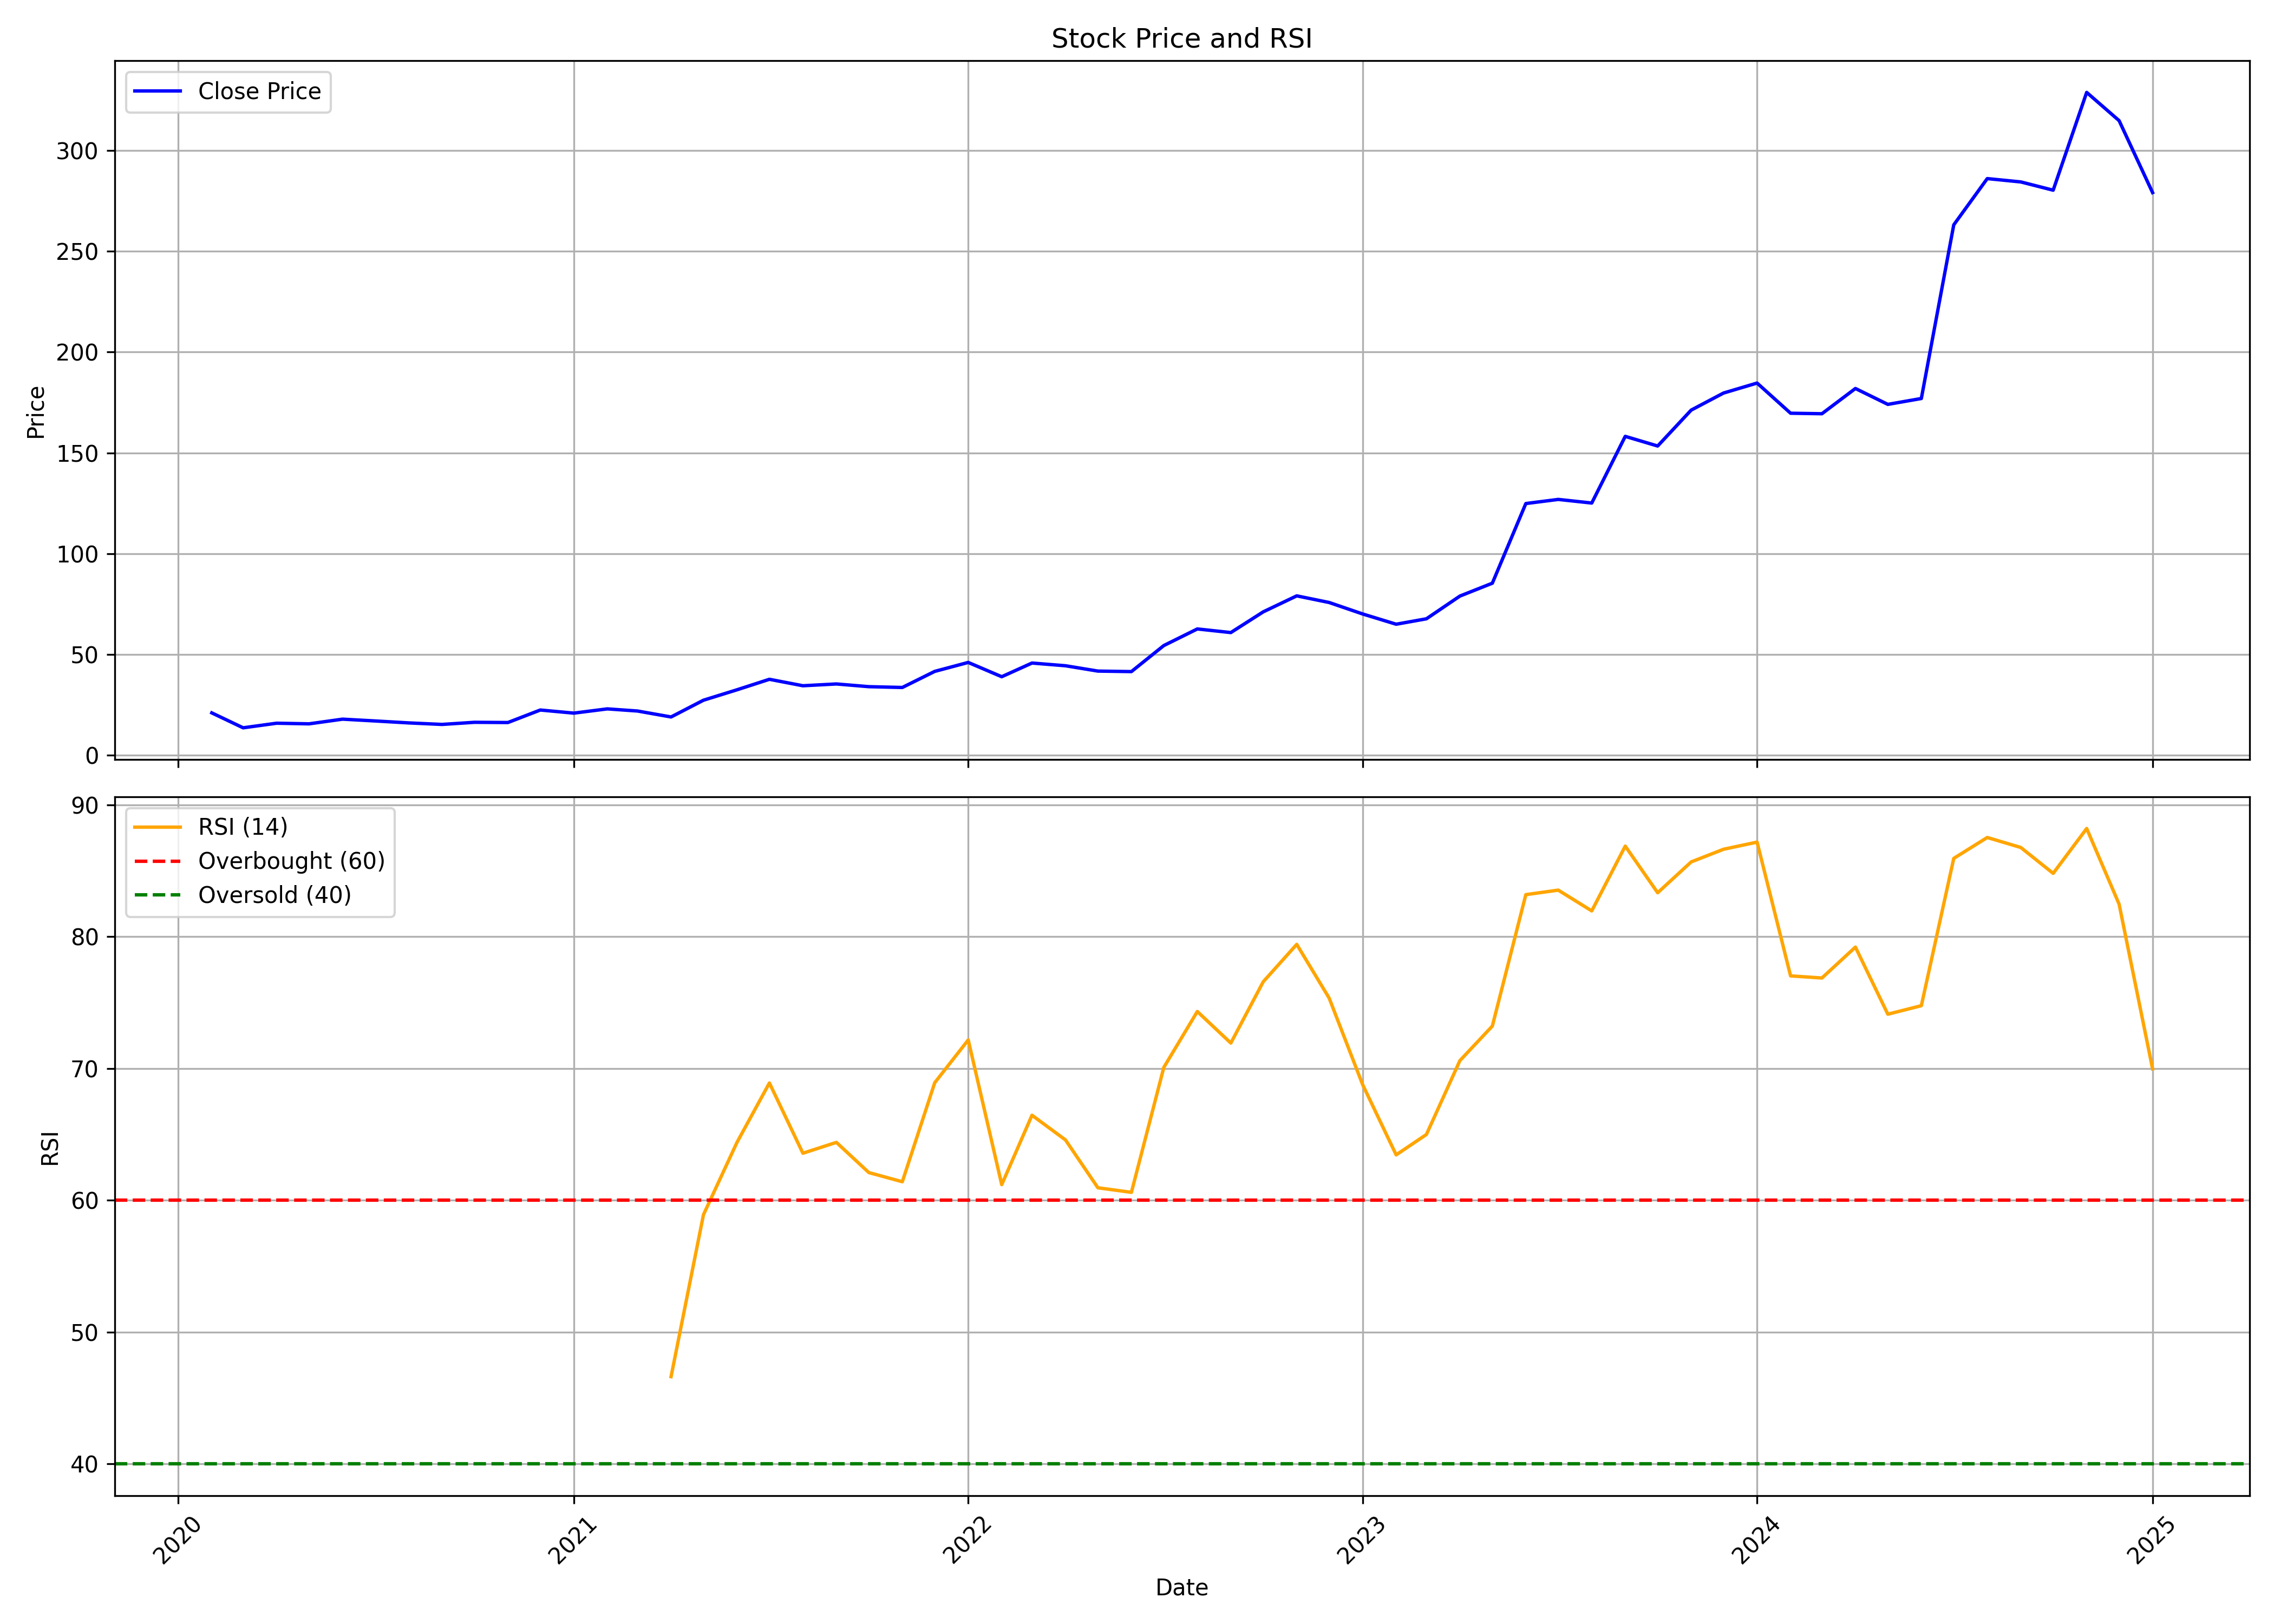 Stock Price and RSI
Close Price
300
250
200
150
100
50
0
Price
RSI (14)
Overbought (60)
Oversold (40)
90
80
70
60
50
40
RSI
2020
2021
2022
2023
2024
2025
Date